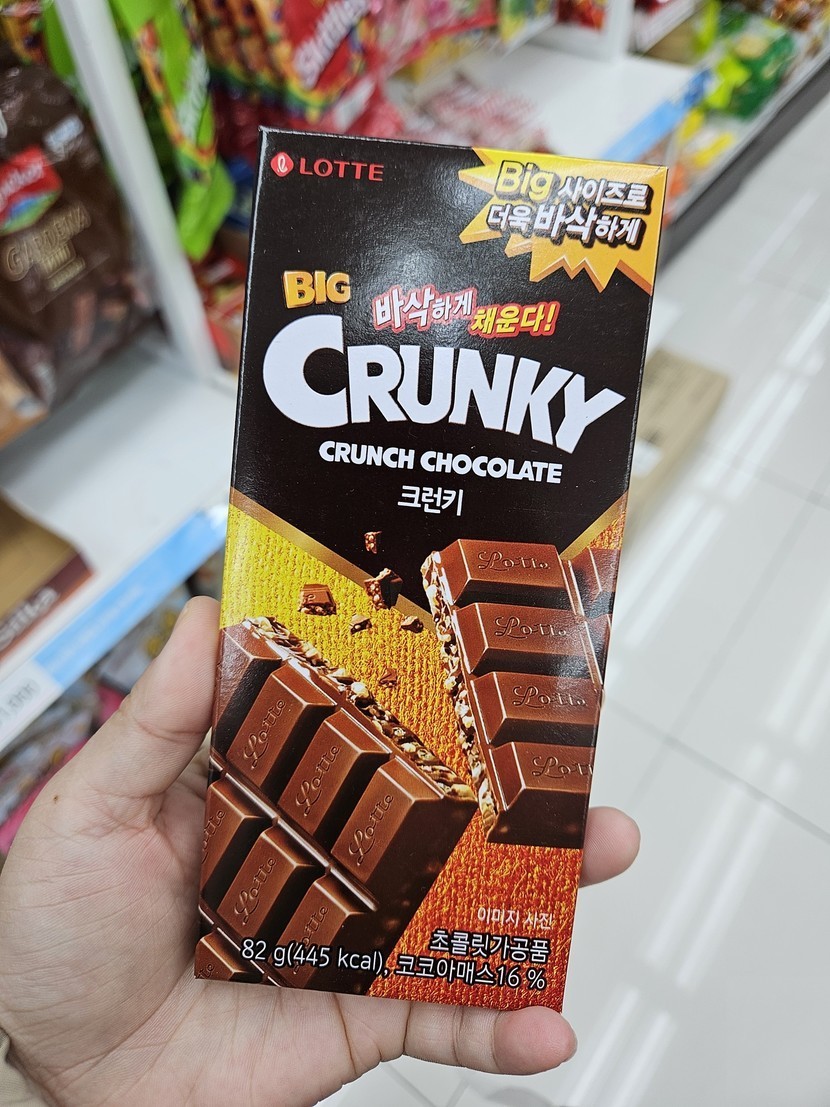 LOTTE
Big 사이즈로
더욱 바삭하게
BIG
바삭하게 채운다!
CRUNKY
CRUNCH CHOCOLATE
크런키
Lotte
Lotte
Lotte
Lotte
Lotte
Lotte
Lotte
Lotte
Lotte
Lotte
이미지 사진
초콜릿가공품
82 g(445 kcal), 코코아매스16 %